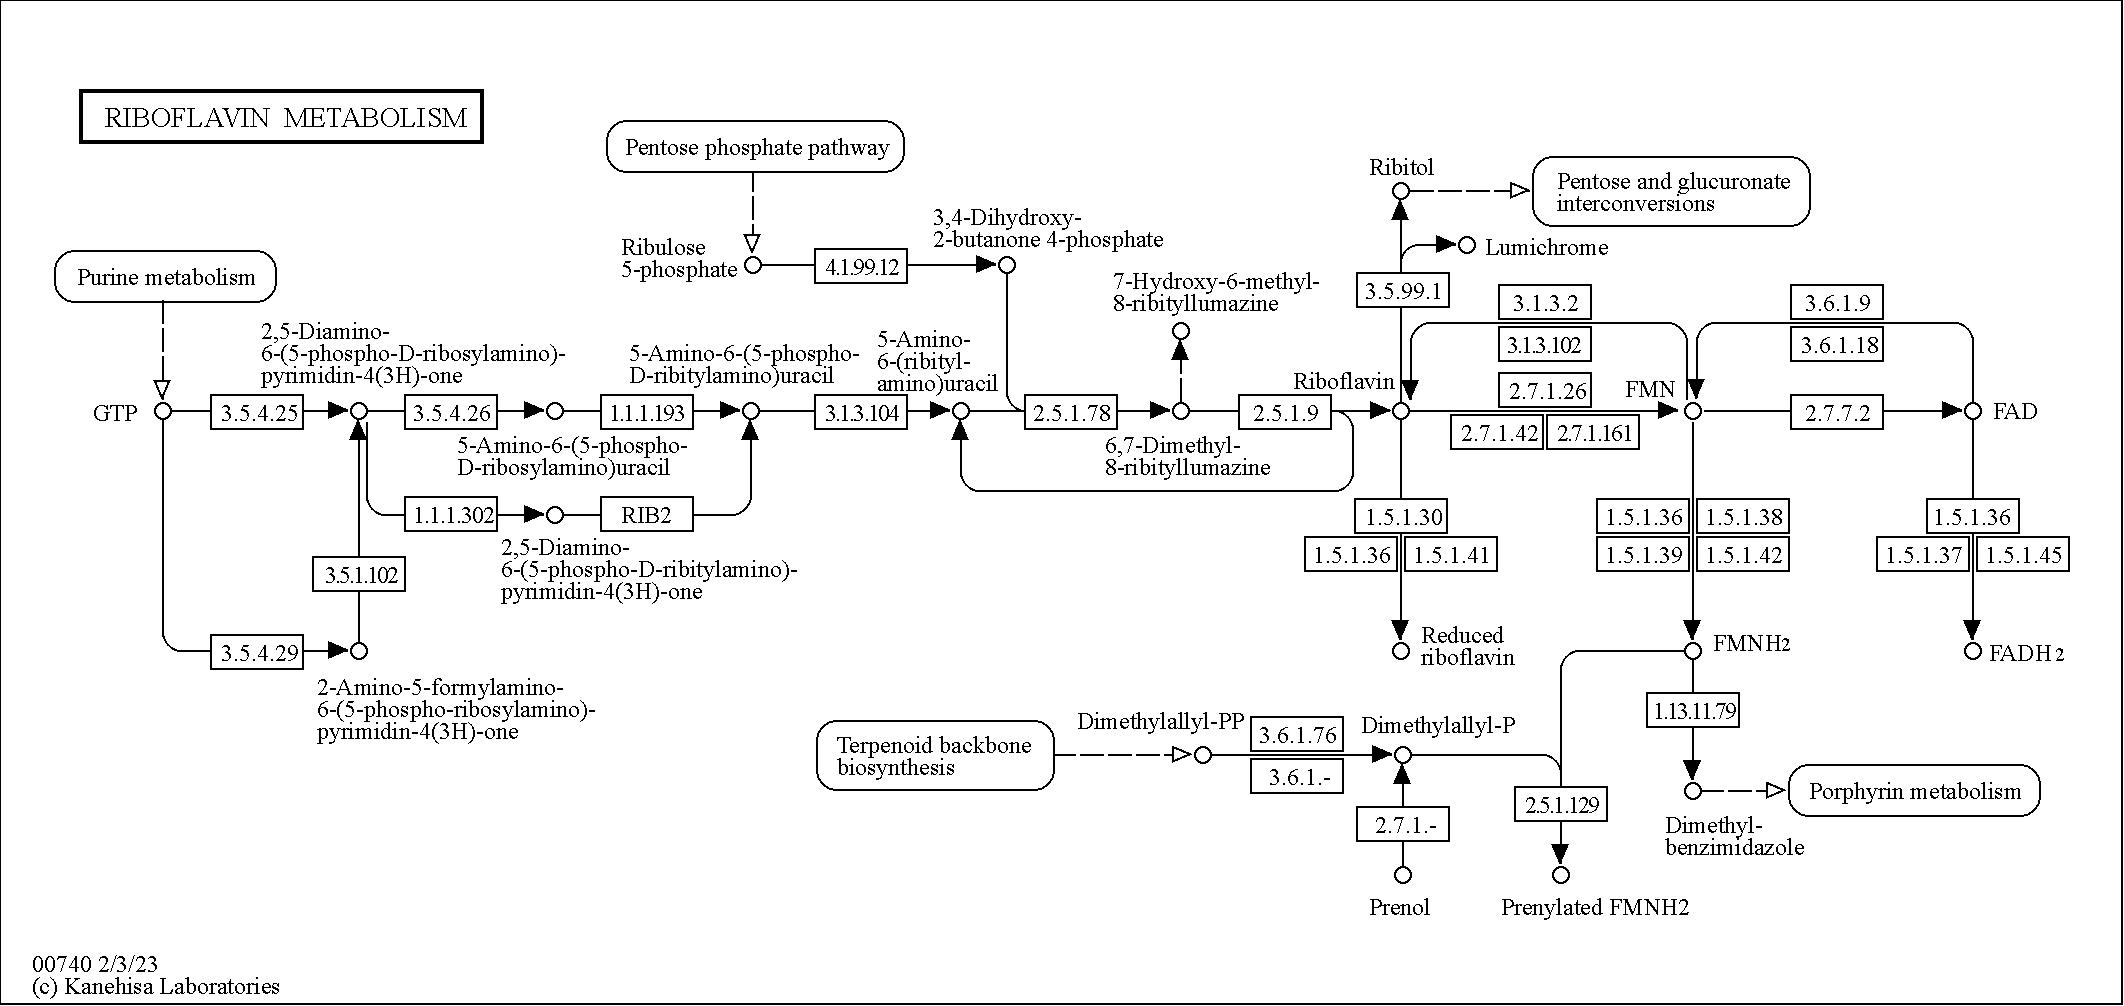 RIBOFLAVIN METABOLISM
Pentose phosphate pathway
Ribitol
Pentose and glucuronate
interconversions
3,4-Dihydroxy-
2-butanone 4-phosphate
Ribulose
5-phosphate
4.1.99.12
Lumichrome
Purine metabolism
7-Hydroxy-6-methyl-
8-ribityllumazine
3.5.99.1
3.1.3.2
3.6.1.9
2,5-Diamino-
6-(5-phospho-D-ribosylamino)-
pyrimidin-4(3H)-one
5-Amino-6-(5-phospho-
D-ribitylamino)uracil
5-Amino-
6-(ribityl-
amino)uracil
3.1.3.102
3.6.1.18
Riboflavin
2.7.1.26
FMN
GTP
3.5.4.25
3.5.4.26
1.1.1.193
3.1.3.104
2.5.1.78
2.5.1.9
2.7.7.2
FAD
2.7.1.42
2.7.1.161
5-Amino-6-(5-phospho-
D-ribosylamino)uracil
6,7-Dimethyl-
8-ribityllumazine
1.1.1.302
RIB2
1.5.1.30
1.5.1.36
1.5.1.38
1.5.1.36
2,5-Diamino-
6-(5-phospho-D-ribitylamino)-
pyrimidin-4(3H)-one
1.5.1.36
1.5.1.41
1.5.1.39
1.5.1.42
1.5.1.37
1.5.1.45
3.5.1.102
3.5.4.29
Reduced
riboflavin
FMNH2
FADH2
2-Amino-5-formylamino-
6-(5-phospho-ribosylamino)-
pyrimidin-4(3H)-one
1.13.11.79
Terpenoid backbone
biosynthesis
Dimethylallyl-PP
3.6.1.76
Dimethylallyl-P
3.6.1.-
2.7.1.-
2.5.1.129
Porphyrin metabolism
Dimethyl-
benzimidazole
Prenol
Prenylated FMNH2
00740 2/3/23
(c) Kanehisa Laboratories